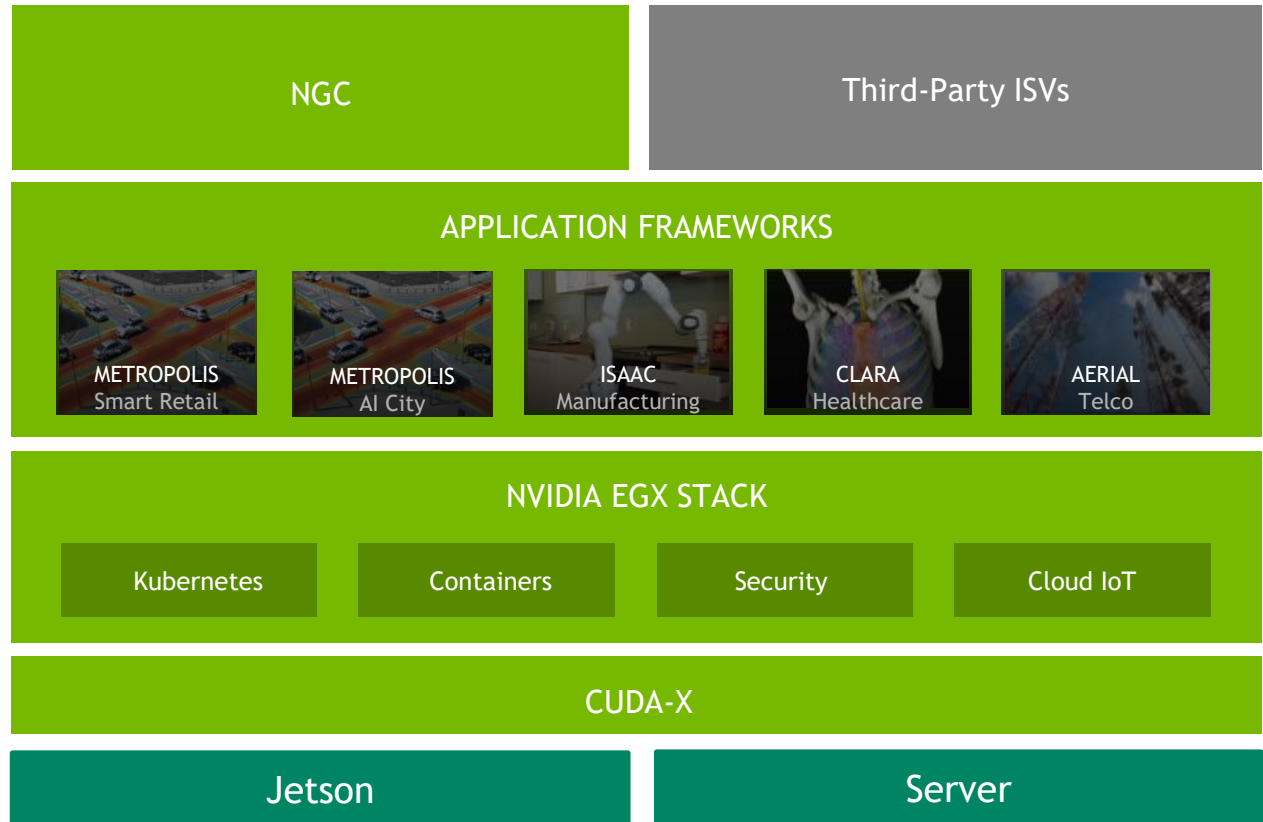 NGC
Third-Party ISVs
APPLICATION FRAMEWORKS
METROPOLIS
Smart Retail
METROPOLIS
AI City
ISAAC
Manufacturing
CLARA
Healthcare
AERIAL
Telco
NVIDIA EGX STACK
Kubernetes
Containers
Security
Cloud IoT
CUDA-X
Jetson
Server